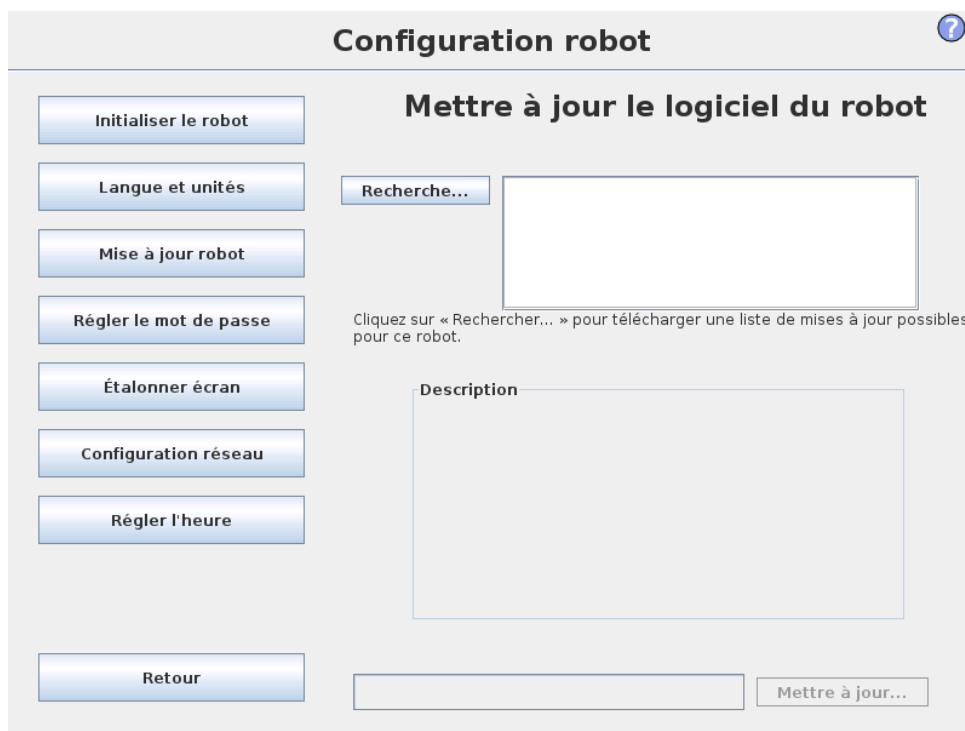 Configuration robot
?
Mettre à jour le logiciel du robot
Initialiser le robot
Langue et unités
Mise à jour robot
Régler le mot de passe
Étalonner écran
Configuration réseau
Régler l'heure
Retour
Recherche...
Cliquez sur « Rechercher... » pour télécharger une liste de mises à jour possibles
pour ce robot.
Description
Mettre à jour...